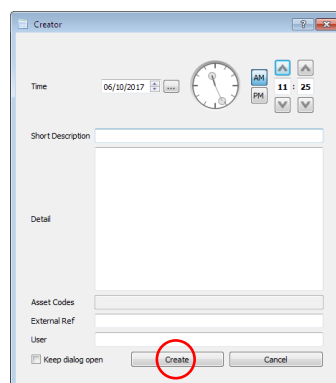 Creator
Time 06/10/2017 ... AM PM 11 : 25
Short Description
Detail
Asset Codes
External Ref
User
Keep dialog open Create Cancel